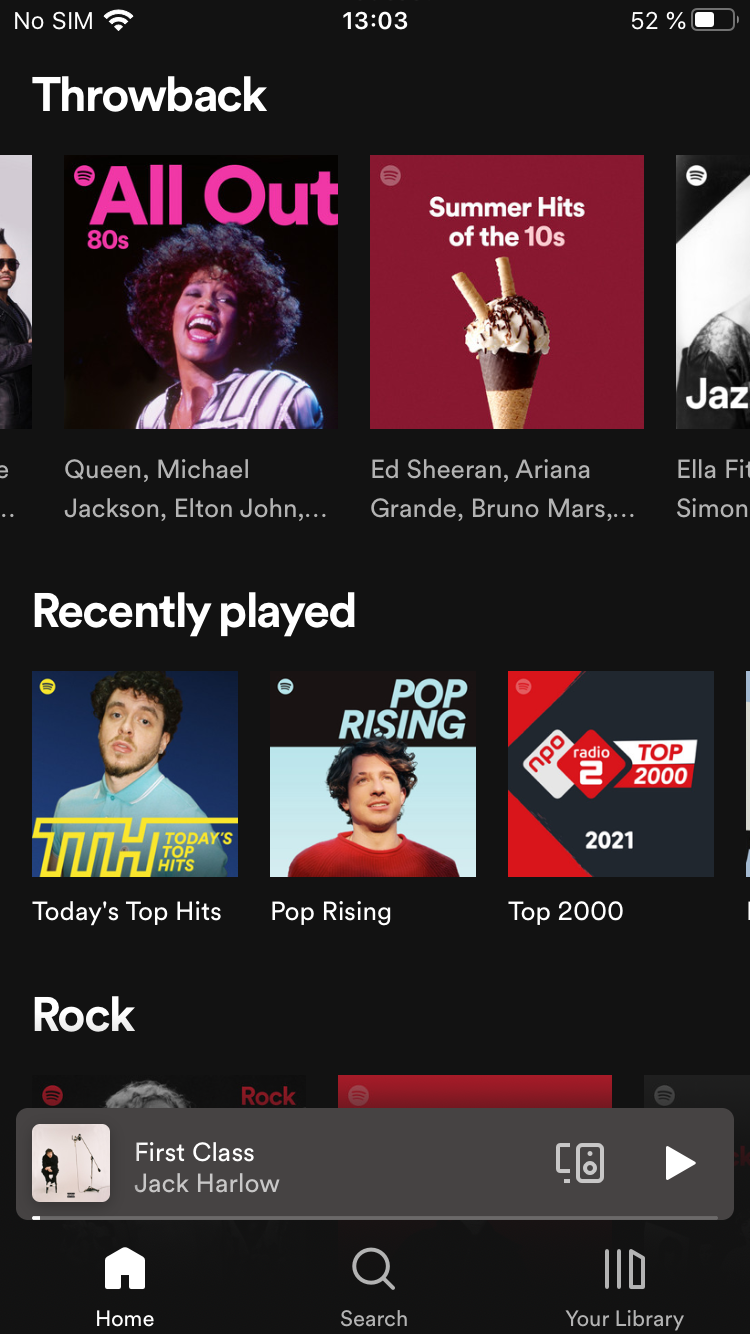 No SIM 13:03 52 %
Throwback
All Out
80s
Summer Hits
of the 10s
Jaz
Queen, Michael
Jackson, Elton John,...
Ed Sheeran, Ariana
Grande, Bruno Mars,...
Ella Fit
Simon
Recently played
TTH TODAY'S
TOP
HITS
POP
RISING
npo radio 2 TOP
2000
2021
Today's Top Hits
Pop Rising
Top 2000
Rock
Rock
First Class
Jack Harlow
Home
Search
Your Library